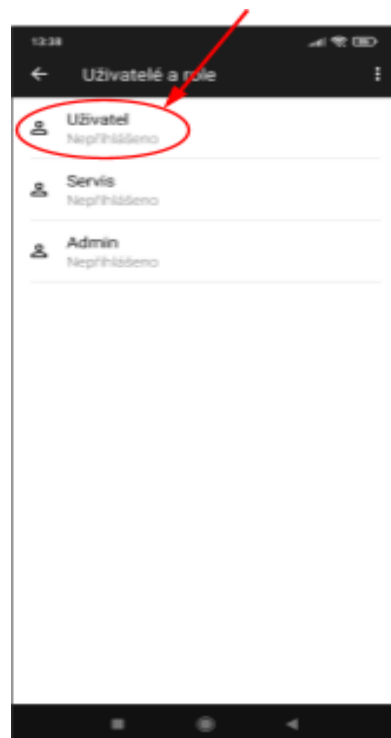 13:38
Uživatelé a role
Uživatel
Nepřihlášeno
Servis
Nepřihlášeno
Admin
Nepřihlášeno